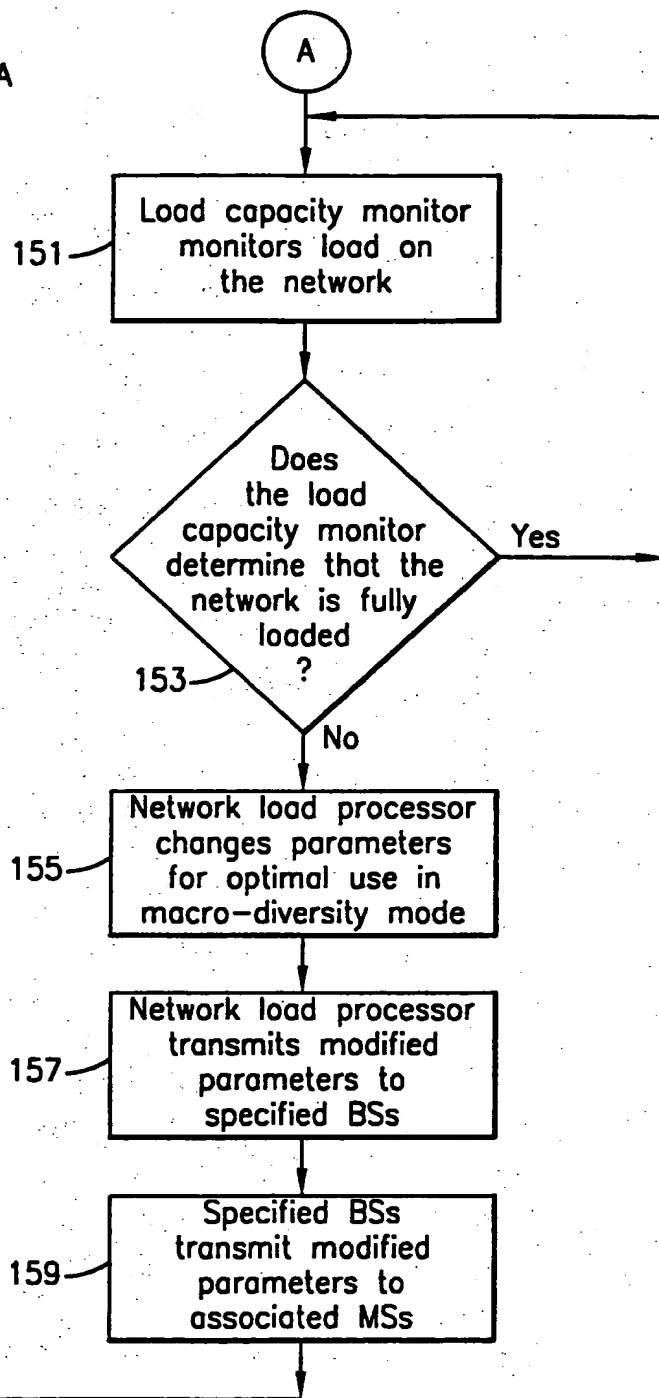 A
A
Load capacity monitor
monitors load on
the network
151
Does
the load
capacity monitor
determine that the
network is fully
loaded
?
Yes
153
No
Network load processor
changes parameters
for optimal use in
macro-diversity mode
155
Network load processor
transmits modified
parameters to
specified BSs
157
Specified BSs
transmit modified
parameters to
associated MSs
159